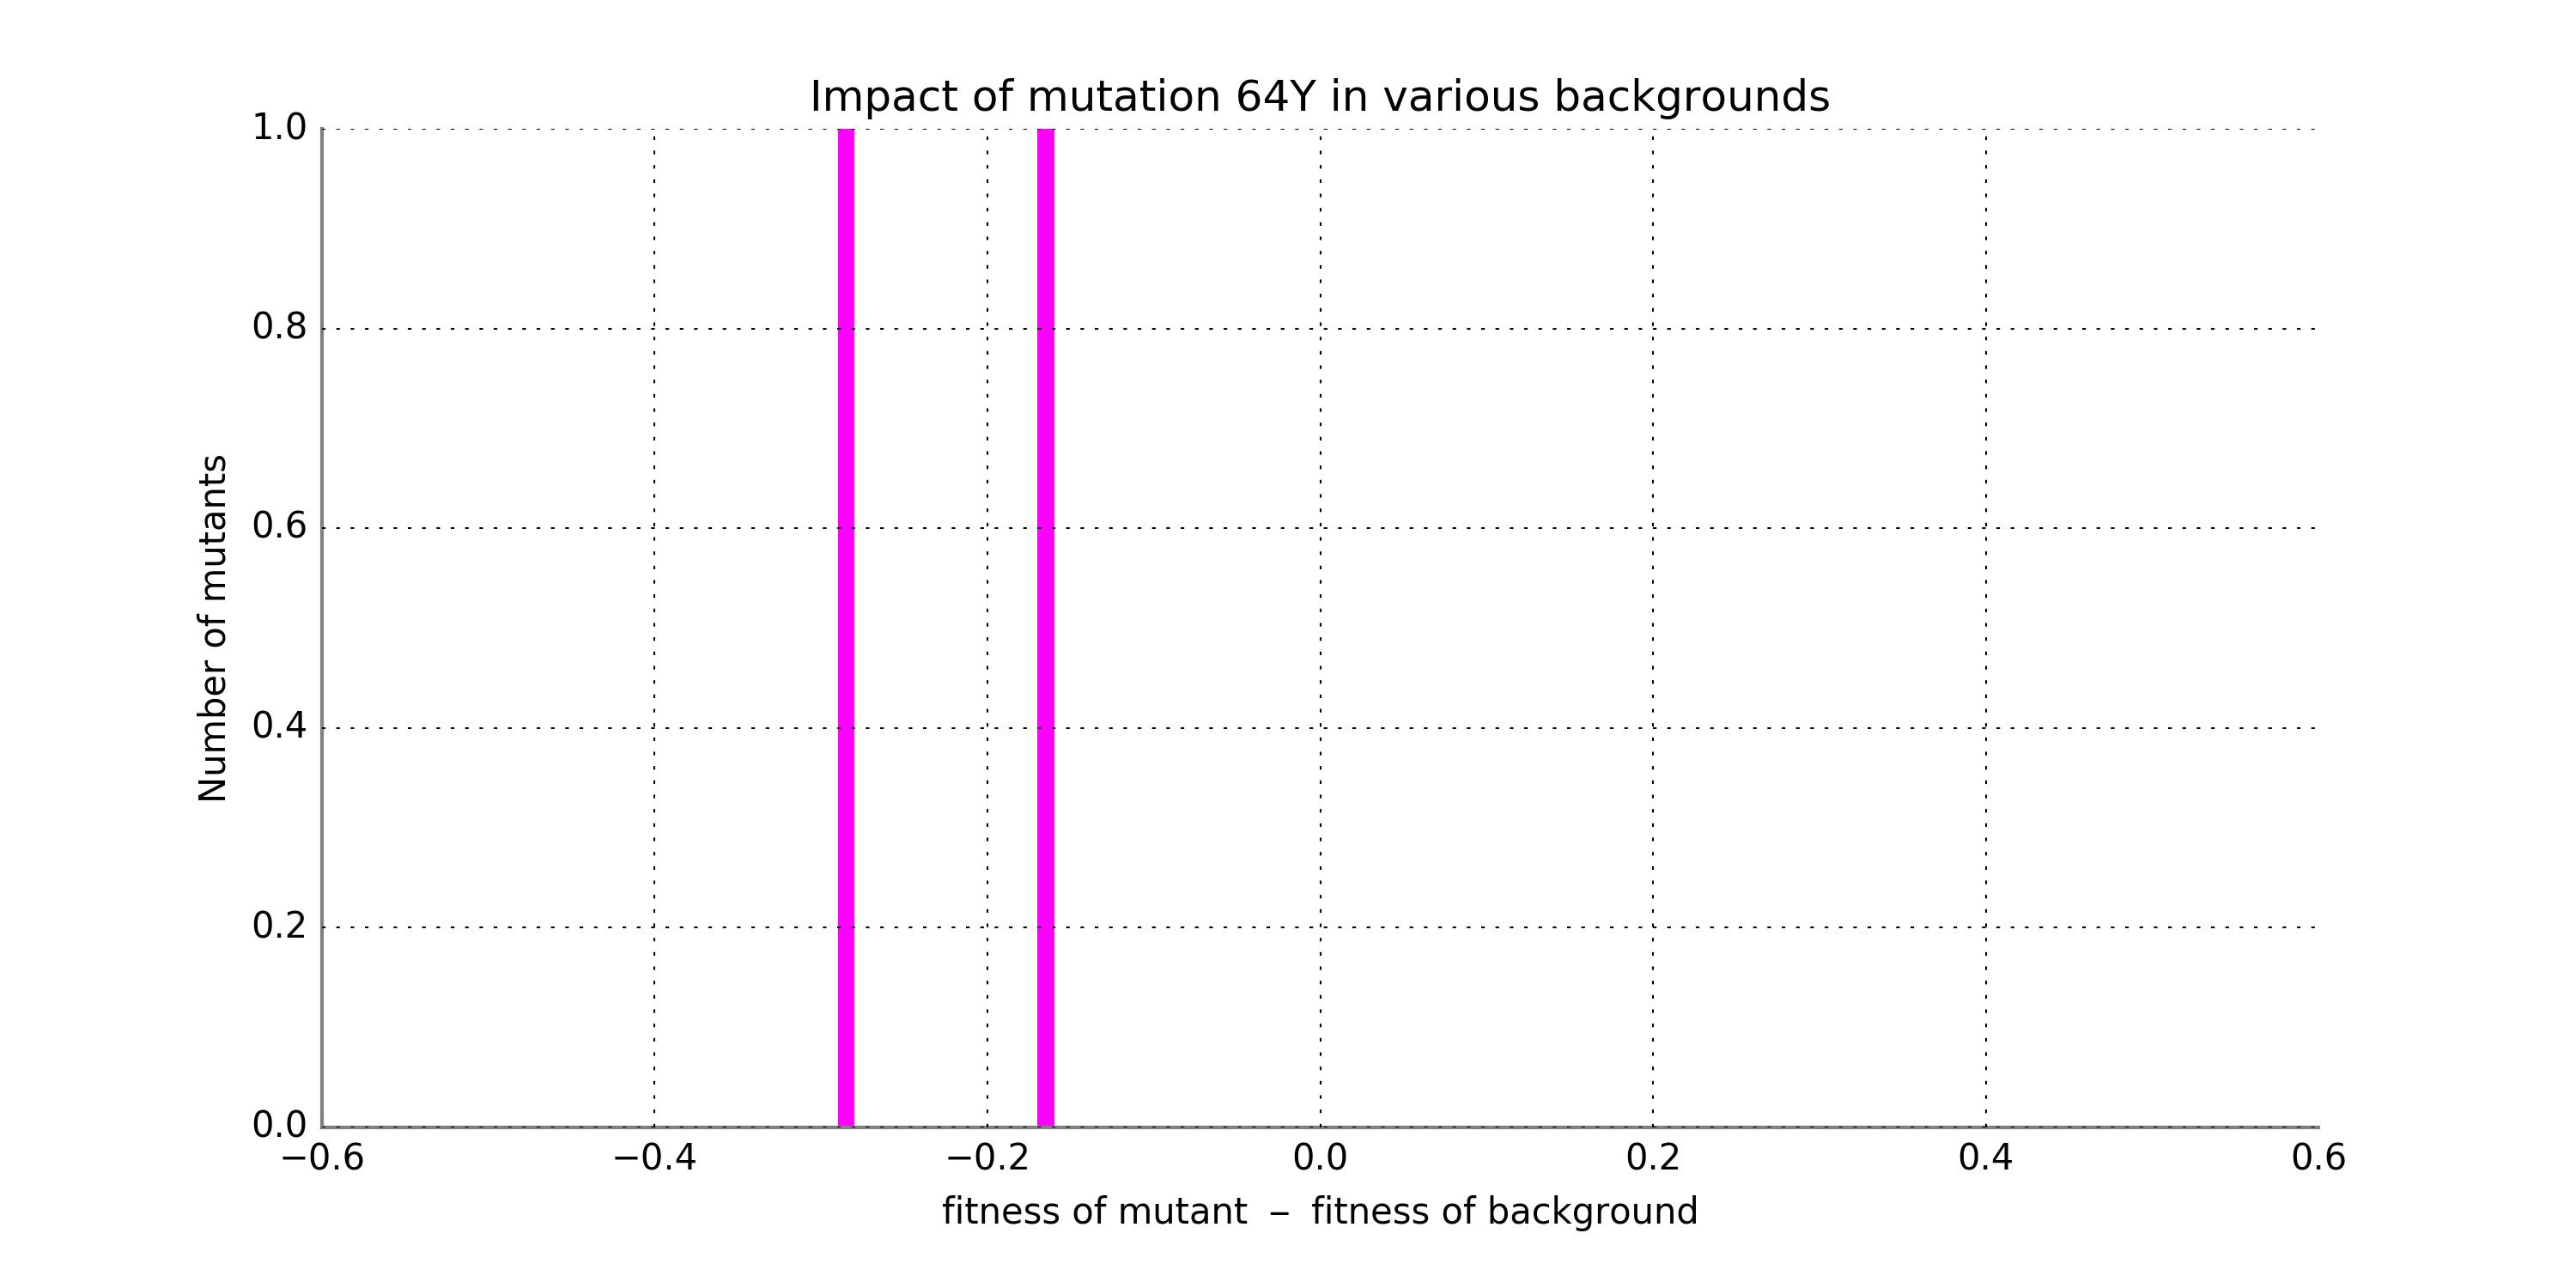 Impact of mutation 64Y in various backgrounds
1.0
0.8
0.6
0.4
0.2
0.0
Number of mutants
−0.6 −0.4 −0.2 0.0 0.2 0.4 0.6
fitness of mutant − fitness of background